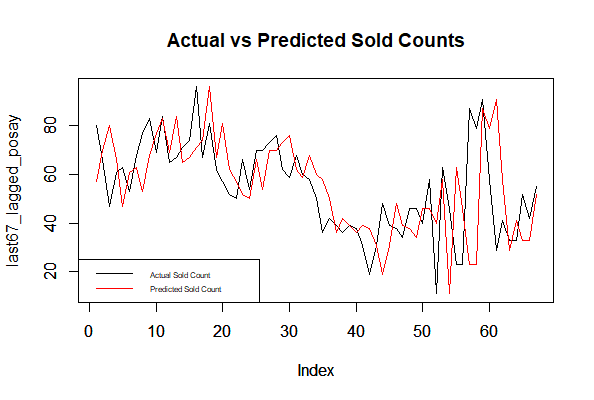 Actual vs Predicted Sold Counts
last67_lagged_posay
80
60
40
20
Actual Sold Count
Predicted Sold Count
0 10 20 30 40 50 60
Index